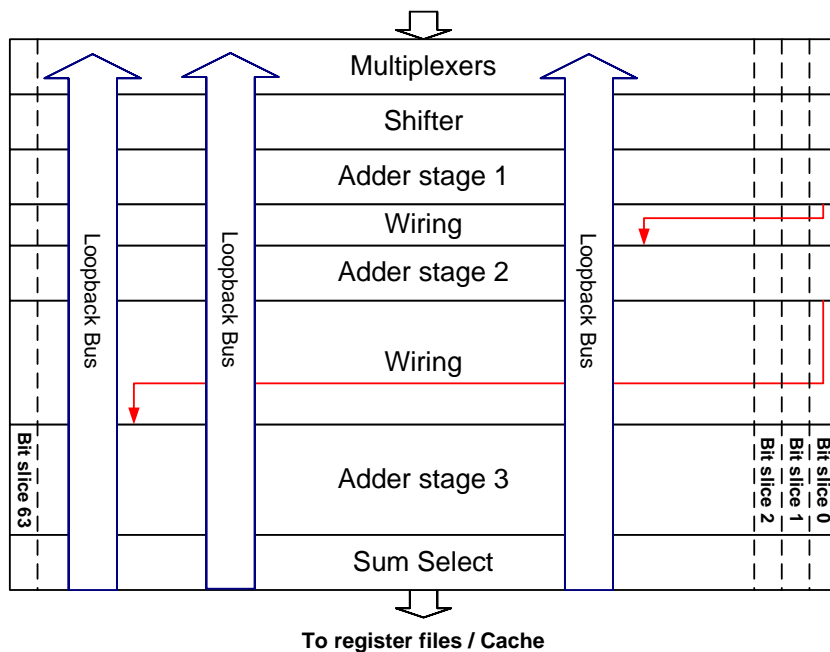 Multiplexers
Shifter
Adder stage 1
Wiring
Adder stage 2
Wiring
Adder stage 3
Sum Select
Loopback Bus
Loopback Bus
Loopback Bus
Bit slice 63
Bit slice 2
Bit slice 1
Bit slice 0
To register files / Cache